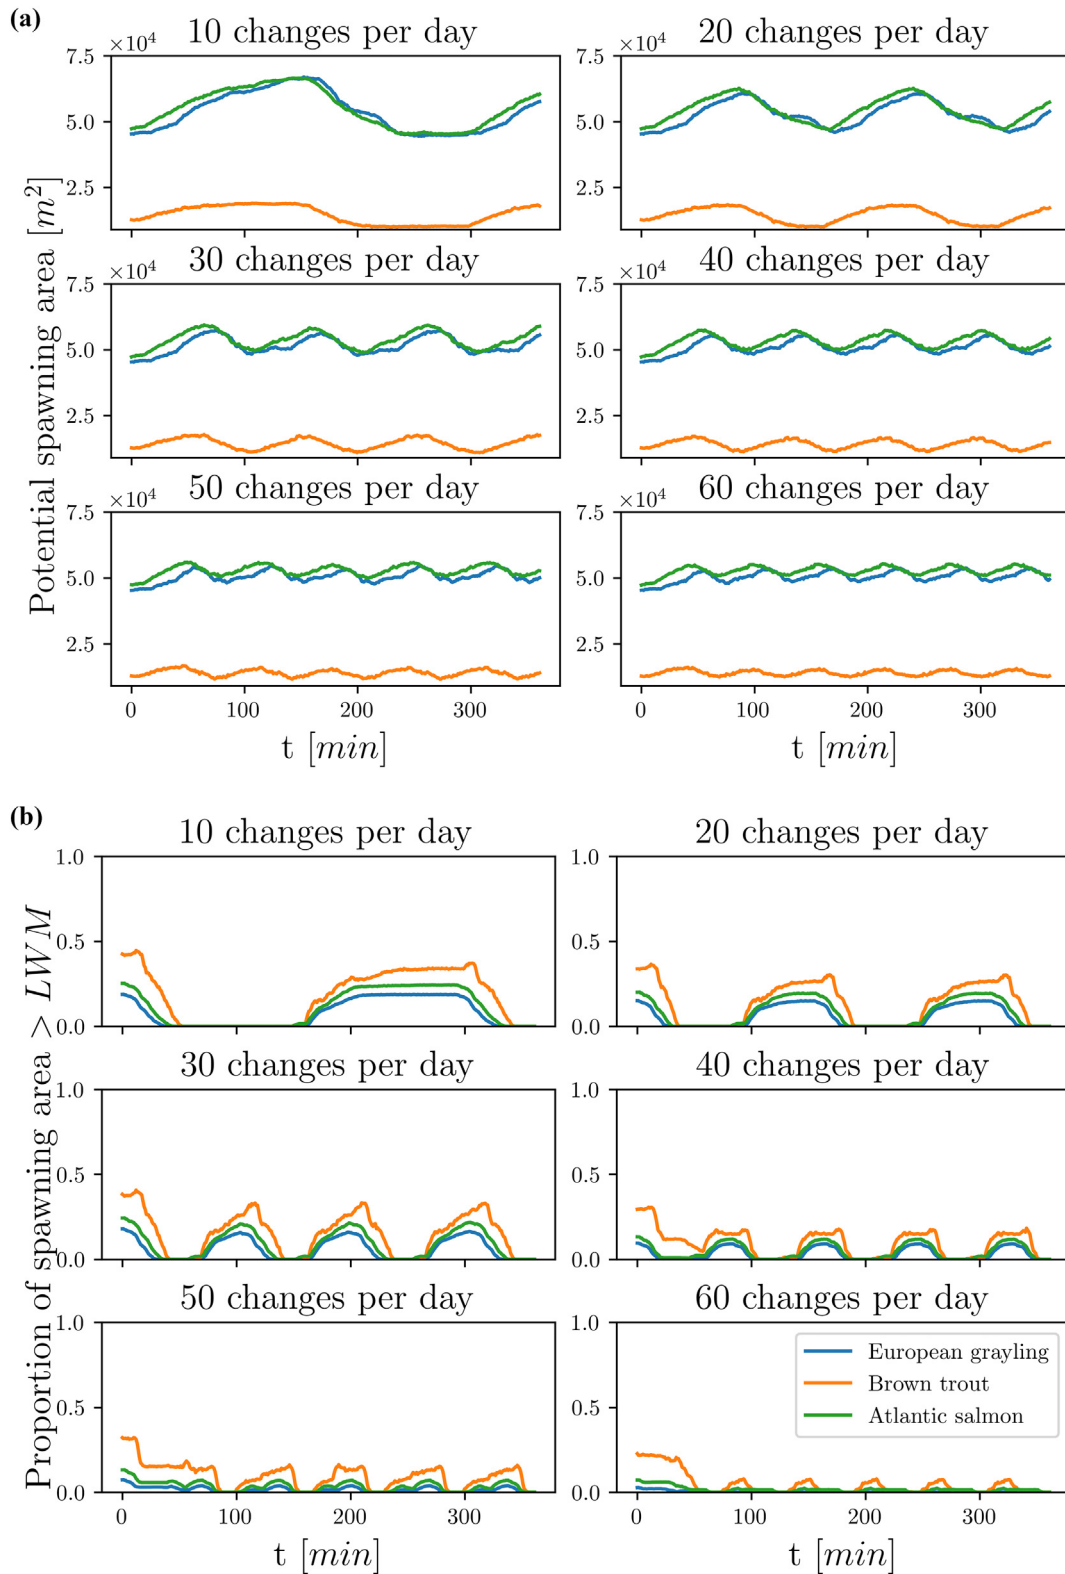 (a)
10 changes per day
20 changes per day
×10⁴
×10⁴
7.5
5.0
2.5
7.5
5.0
2.5
30 changes per day
40 changes per day
×10⁴
×10⁴
7.5
5.0
2.5
7.5
5.0
2.5
50 changes per day
60 changes per day
×10⁴
×10⁴
7.5
5.0
2.5
7.5
5.0
2.5
0 100 200 300
0 100 200 300
t [min]
t [min]
Potential spawning area [m²]
(b)
10 changes per day
20 changes per day
1.0
0.5
0.0
1.0
0.5
0.0
30 changes per day
40 changes per day
1.0
0.5
0.0
1.0
0.5
0.0
50 changes per day
60 changes per day
1.0
0.5
0.0
1.0
0.5
0.0
European grayling
Brown trout
Atlantic salmon
0 100 200 300
0 100 200 300
t [min]
t [min]
Proportion of spawning area > LWM